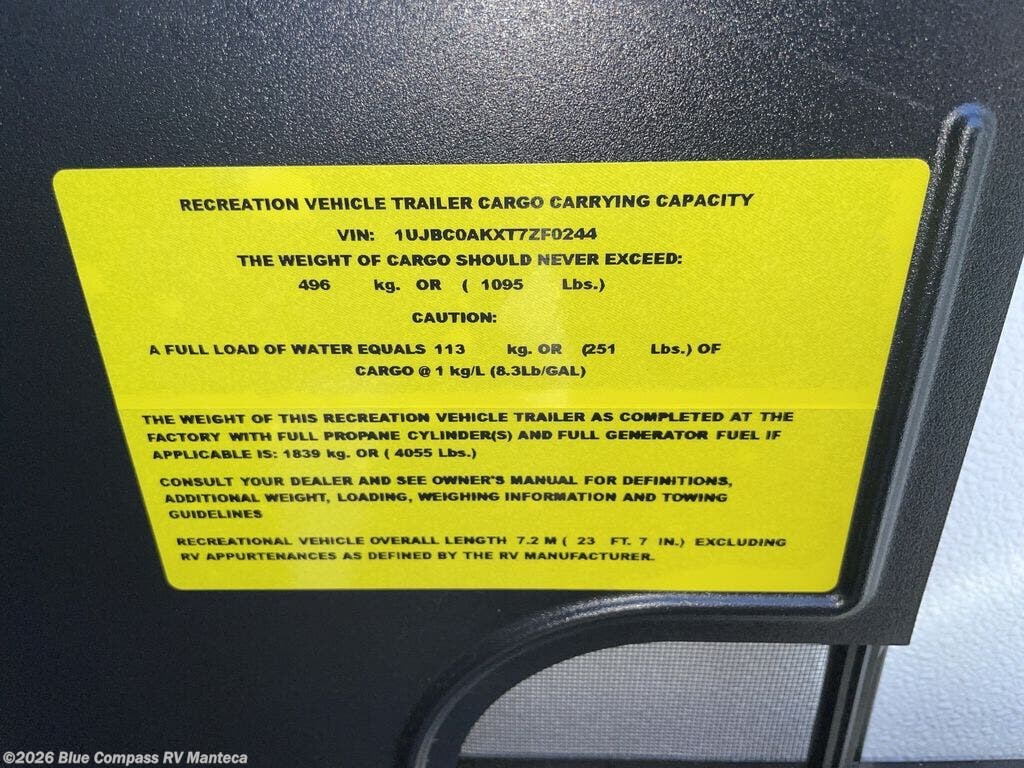 RECREATION VEHICLE TRAILER CARGO CARRYING CAPACITY
VIN: 1UJBC0AKXT7ZF0244
THE WEIGHT OF CARGO SHOULD NEVER EXCEED:
496 kg. OR ( 1095 Lbs.)
CAUTION:
A FULL LOAD OF WATER EQUALS 113 kg. OR (251 Lbs.) OF
CARGO @ 1 kg/L (8.3Lb/GAL)
THE WEIGHT OF THIS RECREATION VEHICLE TRAILER AS COMPLETED AT THE
FACTORY WITH FULL PROPANE CYLINDER(S) AND FULL GENERATOR FUEL IF
APPLICABLE IS: 1839 kg. OR ( 4055 Lbs.)
CONSULT YOUR DEALER AND SEE OWNER'S MANUAL FOR DEFINITIONS,
ADDITIONAL WEIGHT, LOADING, WEIGHING INFORMATION AND TOWING
GUIDELINES
RECREATIONAL VEHICLE OVERALL LENGTH 7.2 M ( 23 FT. 7 IN.) EXCLUDING
RV APPURTENANCES AS DEFINED BY THE RV MANUFACTURER.
©2026 Blue Compass RV Manteca